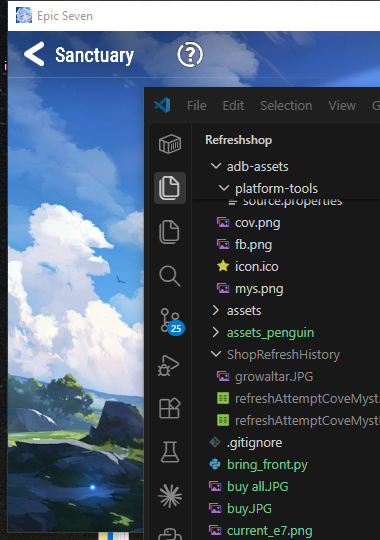 Epic Seven
Sanctuary
File Edit Selection View
Refreshshop
adb-assets
platform-tools
source.properties
cov.png
fb.png
icon.ico
mys.png
assets
assets_penguin
ShopRefreshHistory
growaltar.JPG
refreshAttemptCoveMyst
refreshAttemptCoveMyst
25
.gitignore
bring_front.py
buy all.JPG
buy.JPG
current_e7.png